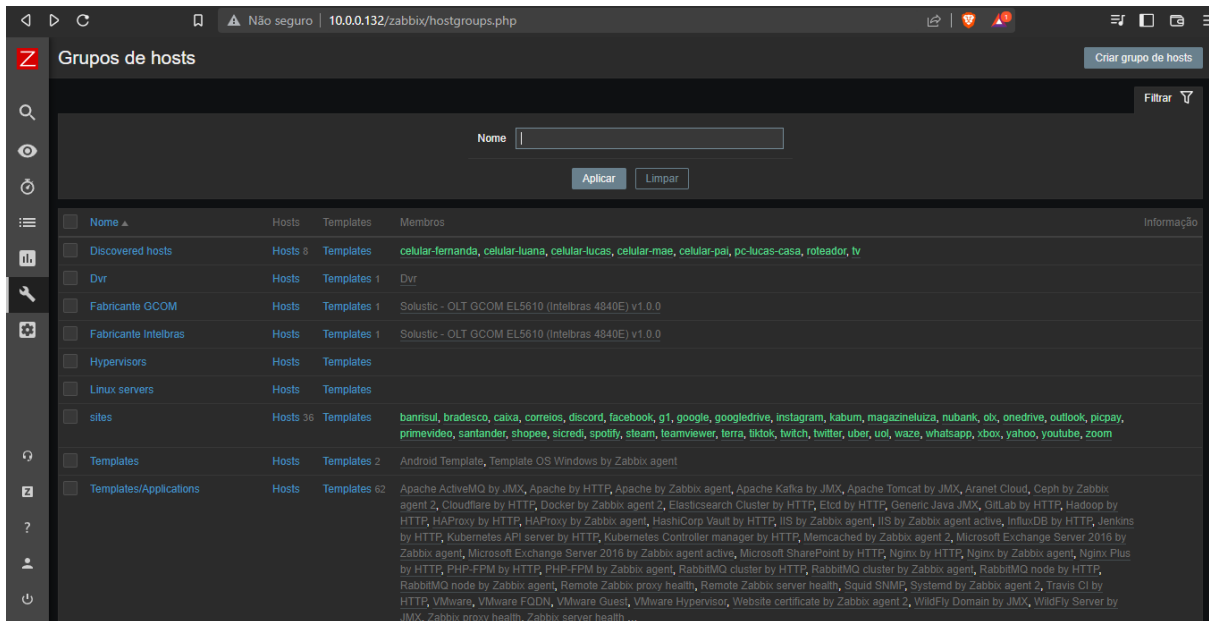 Não seguro | 10.0.0.132/zabbix/hostgroups.php
1
Z
Grupos de hosts
Criar grupo de hosts
Filtrar
Nome
Aplicar
Limpar
Nome Hosts Templates Membros Informação
Discovered hosts Hosts 8 Templates celular-fernanda, celular-luana, celular-lucas, celular-mae, celular-pai, pc-lucas-casa, roteador, tv
Dvr Hosts Templates 1 Dvr
Fabricante GCOM Hosts Templates 1 Solustic - OLT GCOM EL5610 (Intelbras 4840E) v1.0.0
Fabricante Intelbras Hosts Templates 1 Solustic - OLT GCOM EL5610 (Intelbras 4840E) v1.0.0
Hypervisors Hosts Templates
Linux servers Hosts Templates
sites Hosts 36 Templates banrisul, bradesco, caixa, correios, discord, facebook, g1, google, googledrive, instagram, kabum, magazineluiza, nubank, olx, onedrive, outlook, picpay,
primevideo, santander, shopee, sicredi, spotify, steam, teamviewer, terra, tiktok, twitch, twitter, uber, uol, waze, whatsapp, xbox, yahoo, youtube, zoom
Templates Hosts Templates 2 Android Template, Template OS Windows by Zabbix agent
Templates/Applications Hosts Templates 62 Apache ActiveMQ by JMX, Apache by HTTP, Apache by Zabbix agent, Apache Kafka by JMX, Apache Tomcat by JMX, Aranet Cloud, Ceph by Zabbix
agent 2, Cloudflare by HTTP, Docker by Zabbix agent 2, Elasticsearch Cluster by HTTP, Etcd by HTTP, Generic Java JMX, GitLab by HTTP, Hadoop by
HTTP, HAProxy by HTTP, HAProxy by Zabbix agent, HashiCorp Vault by HTTP, IIS by Zabbix agent, IIS by Zabbix agent active, InfluxDB by HTTP, Jenkins
by HTTP, Kubernetes API server by HTTP, Kubernetes Controller manager by HTTP, Memcached by Zabbix agent 2, Microsoft Exchange Server 2016 by
Zabbix agent, Microsoft Exchange Server 2016 by Zabbix agent active, Microsoft SharePoint by HTTP, Nginx by HTTP, Nginx by Zabbix agent, Nginx Plus
by HTTP, PHP-FPM by HTTP, PHP-FPM by Zabbix agent, RabbitMQ cluster by HTTP, RabbitMQ cluster by Zabbix agent, RabbitMQ node by HTTP,
RabbitMQ node by Zabbix agent, Remote Zabbix proxy health, Remote Zabbix server health, Squid SNMP, Systemd by Zabbix agent 2, Travis CI by
HTTP, VMware, VMware FQDN, VMware Guest, VMware Hypervisor, Website certificate by Zabbix agent 2, WildFly Domain by JMX, WildFly Server by
JMX, Zabbix proxy health, Zabbix server health ...
Z
?